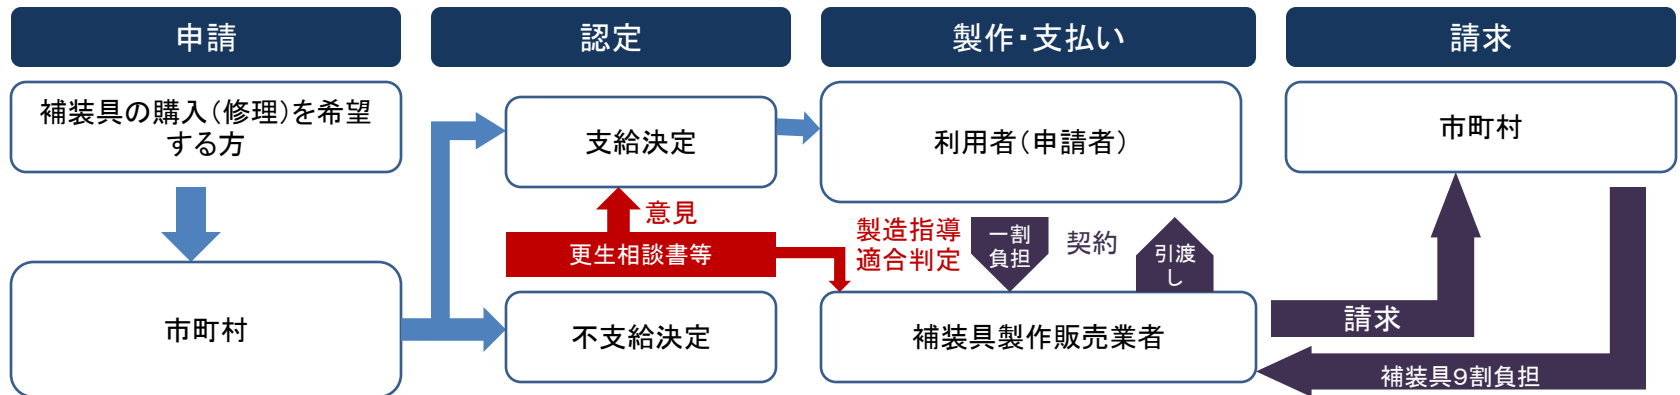 申請
認定
製作・支払い
請求
補装具の購入(修理)を希望
する方
市町村
支給決定
意見
更生相談書等
不支給決定
利用者(申請者)
製造指導
適合判定
一割
負担
契約
引渡
し
補装具製作販売業者
市町村
請求
補装具9割負担